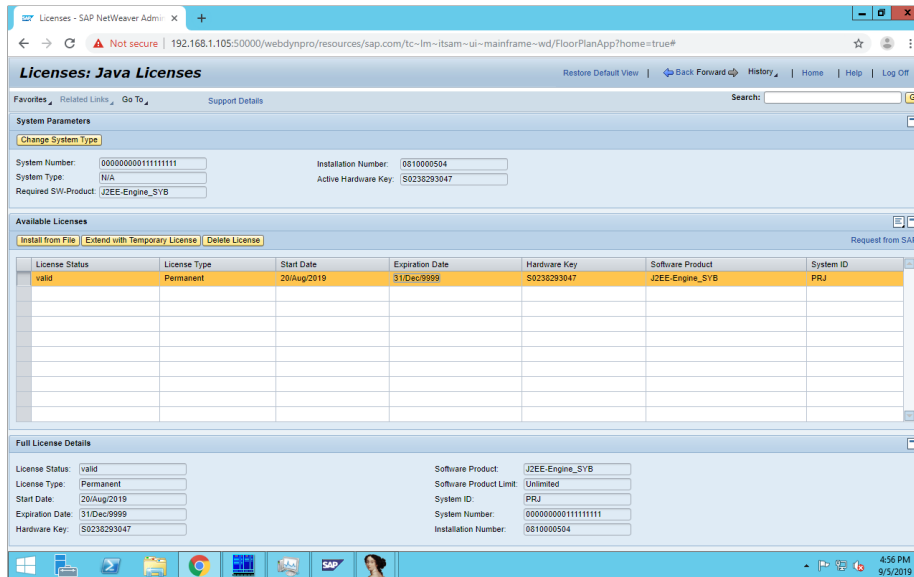 Licenses - SAP NetWeaver Admin
Not secure | 192.168.1.105:50000/webdynpro/resources/sap.com/tc~lm~itsam~ui~mainframe~wd/FloorPlanApp?home=true#
Licenses: Java Licenses
Restore Default View | Back Forward History | Home | Help | Log Off
Favorites Related Links Go To Support Details Search: G
System Parameters
Change System Type
System Number: 000000000111111111 Installation Number: 0810000504
System Type: N/A Active Hardware Key: S0238293047
Required SW-Product: J2EE-Engine_SYB
Available Licenses
Install from File Extend with Temporary License Delete License Request from SAP
License Status License Type Start Date Expiration Date Hardware Key Software Product System ID
valid Permanent 20/Aug/2019 31/Dec/9999 S0238293047 J2EE-Engine_SYB PRJ
Full License Details
License Status: valid Software Product: J2EE-Engine_SYB
License Type: Permanent Software Product Limit: Unlimited
Start Date: 20/Aug/2019 System ID: PRJ
Expiration Date: 31/Dec/9999 System Number: 000000000111111111
Hardware Key: S0238293047 Installation Number: 0810000504
SAP 4:56 PM
9/5/2019